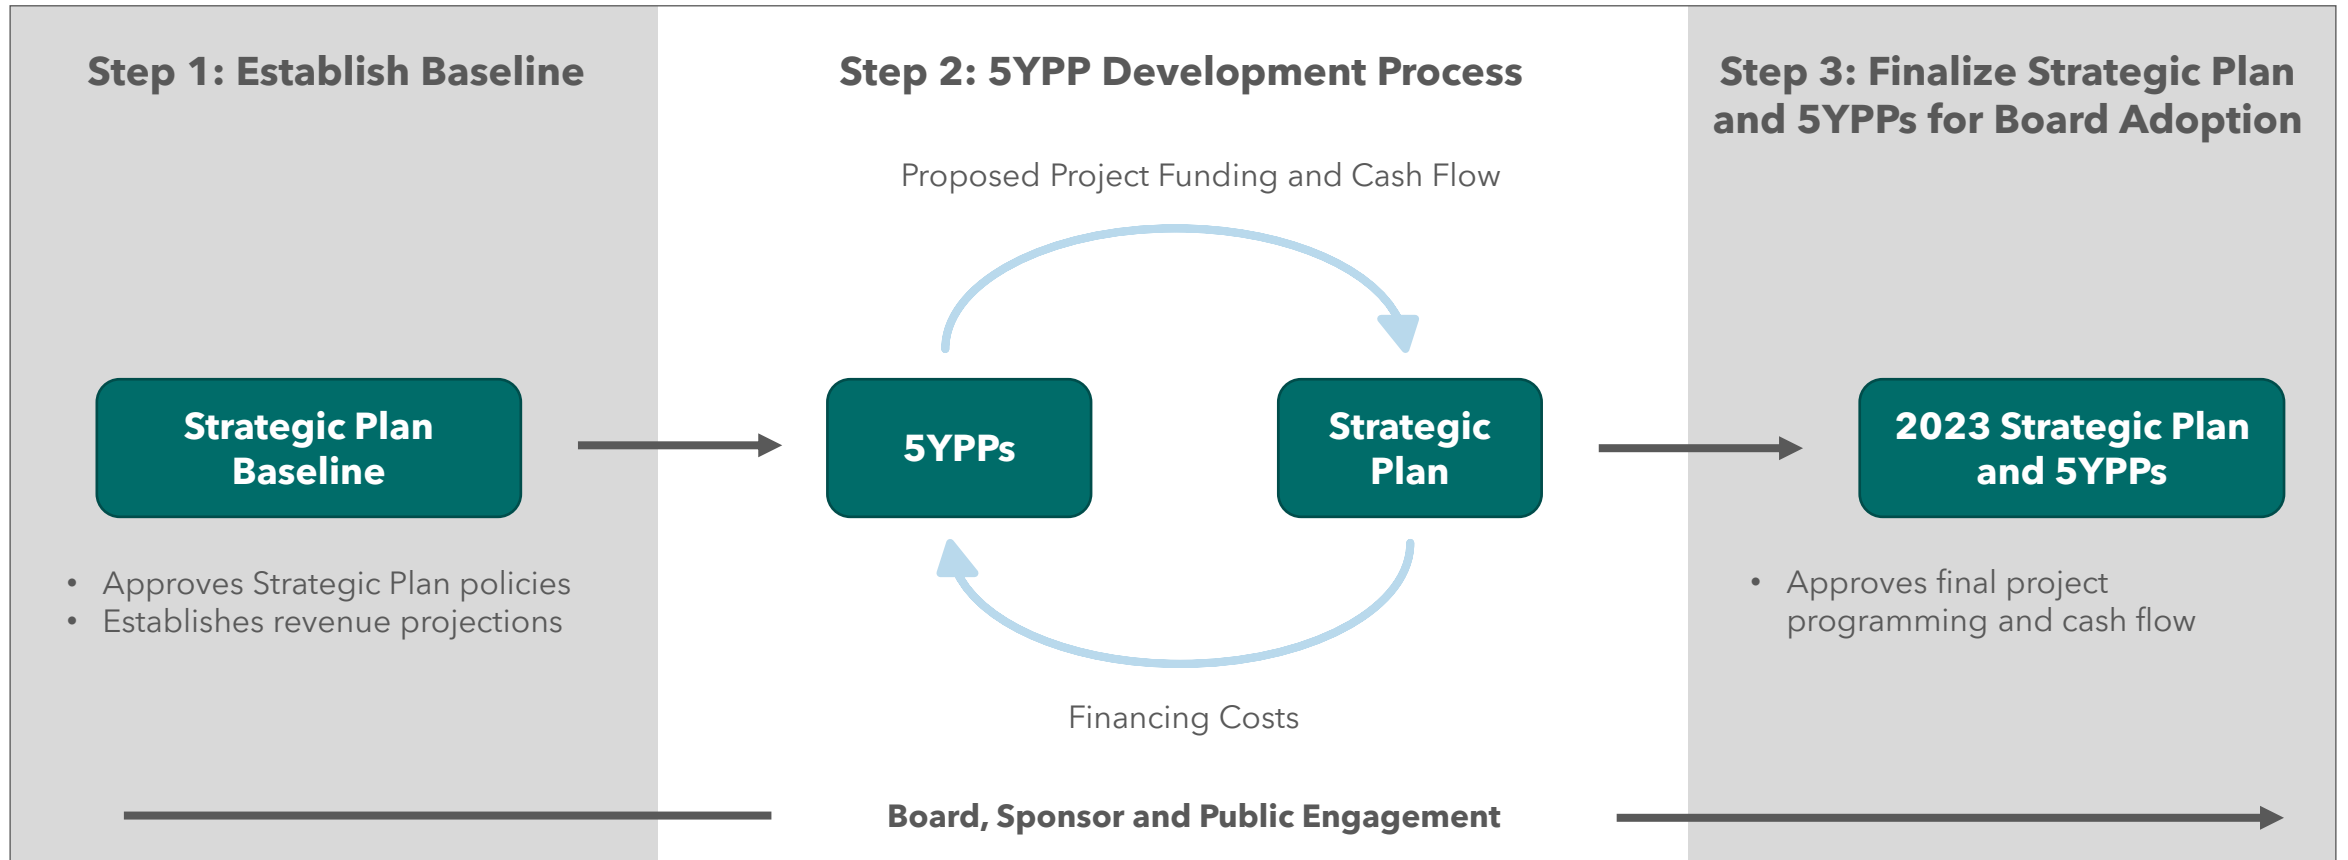 Step 1: Establish Baseline
Strategic Plan
Baseline
• Approves Strategic Plan policies
• Establishes revenue projections
Step 2: 5YPP Development Process
Proposed Project Funding and Cash Flow
5YPPs
Strategic
Plan
Financing Costs
Step 3: Finalize Strategic Plan
and 5YPPs for Board Adoption
2023 Strategic Plan
and 5YPPs
• Approves final project
programming and cash flow
Board, Sponsor and Public Engagement